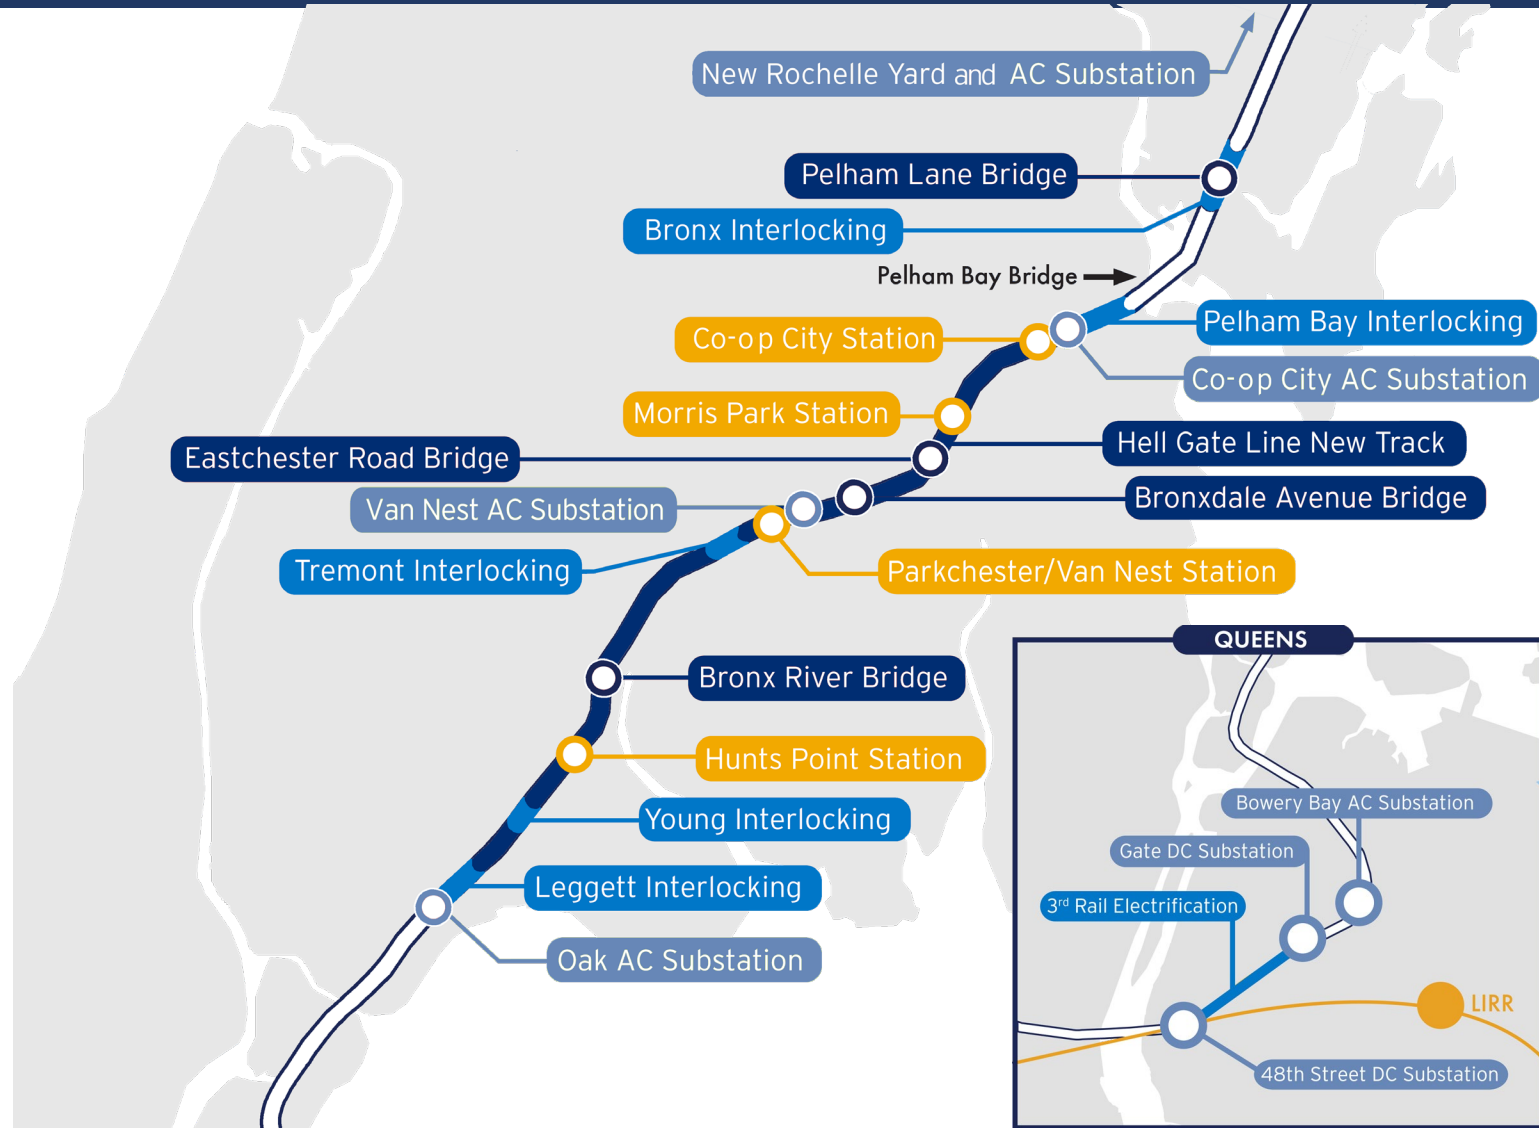 New Rochelle Yard and AC Substation
Pelham Lane Bridge
Bronx Interlocking
Pelham Bay Bridge
Pelham Bay Interlocking
Co-op City Station
Co-op City AC Substation
Morris Park Station
Hell Gate Line New Track
Eastchester Road Bridge
Bronxdale Avenue Bridge
Van Nest AC Substation
Tremont Interlocking
Parkchester/Van Nest Station
Bronx River Bridge
Hunts Point Station
Young Interlocking
Leggett Interlocking
Oak AC Substation
QUEENS
Bowery Bay AC Substation
Gate DC Substation
3rd Rail Electrification
LIRR
48th Street DC Substation